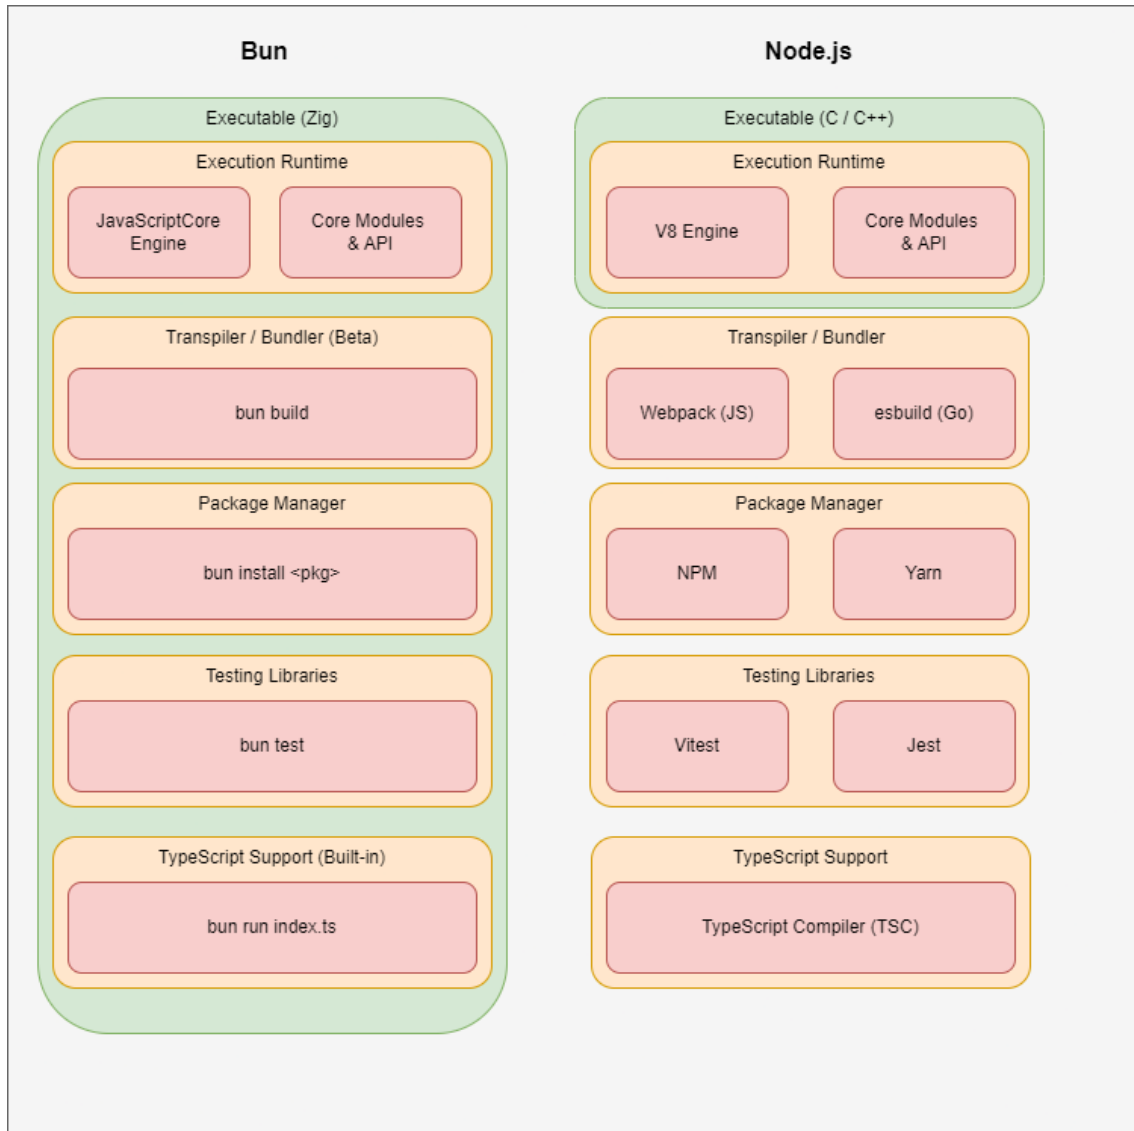 Bun
Executable (Zig)
Execution Runtime
JavaScriptCore
Engine
Core Modules
& API
Transpiler / Bundler (Beta)
bun build
Package Manager
bun install <pkg>
Testing Libraries
bun test
TypeScript Support (Built-in)
bun run index.ts
Node.js
Executable (C / C++)
Execution Runtime
V8 Engine
Core Modules
& API
Transpiler / Bundler
Webpack (JS)
esbuild (Go)
Package Manager
NPM
Yarn
Testing Libraries
Vitest
Jest
TypeScript Support
TypeScript Compiler (TSC)